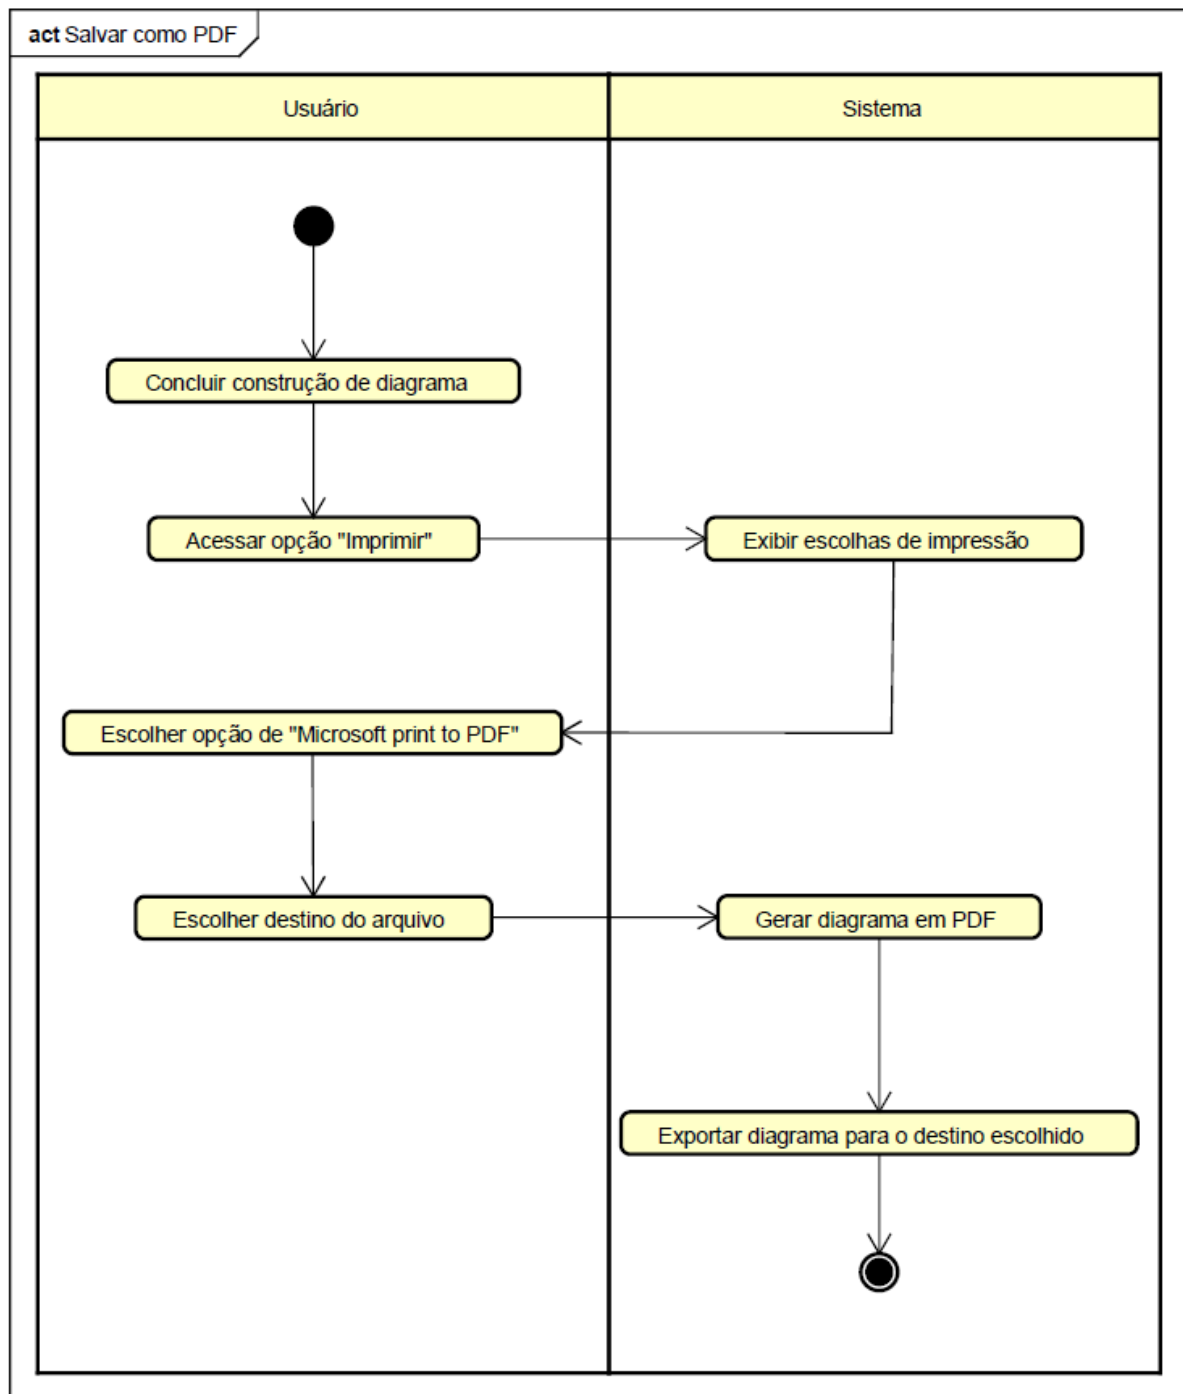 act Salvar como PDF
Usuário
Sistema
Concluir construção de diagrama
Acessar opção "Imprimir"
Exibir escolhas de impressão
Escolher opção de "Microsoft print to PDF"
Escolher destino do arquivo
Gerar diagrama em PDF
Exportar diagrama para o destino escolhido